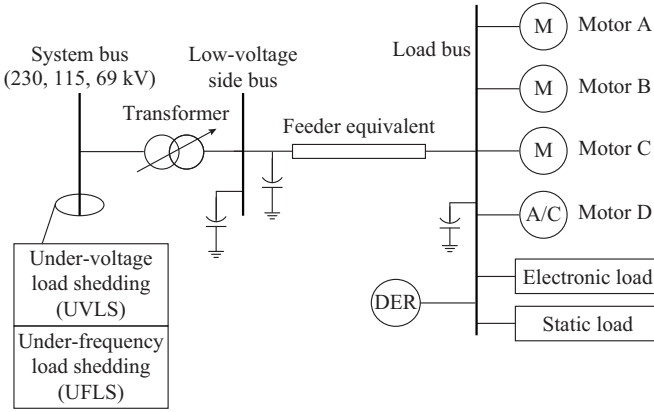 System bus
(230, 115, 69 kV)
Transformer
Low-voltage
side bus
Feeder equivalent
Load bus
M
Motor A
M
Motor B
M
Motor C
A/C
Motor D
DER
Electronic load
Static load
Under-voltage
load shedding
(UVLS)
Under-frequency
load shedding
(UFLS)